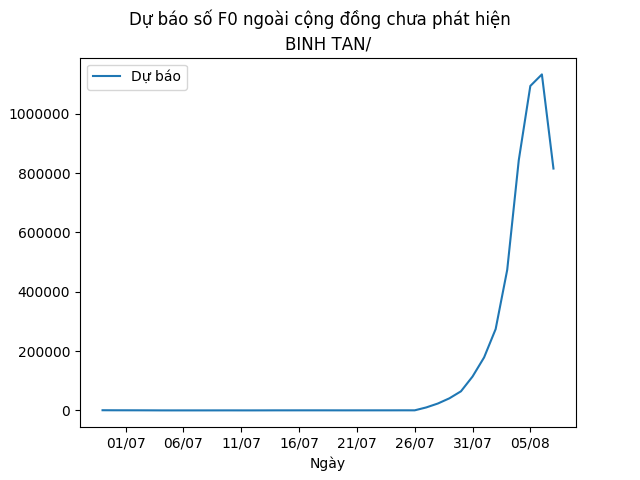 Dự báo số F0 ngoài cộng đồng chưa phát hiện
BINH TAN/
Dự báo
1000000
800000
600000
400000
200000
0
01/07 06/07 11/07 16/07 21/07 26/07 31/07 05/08
Ngày